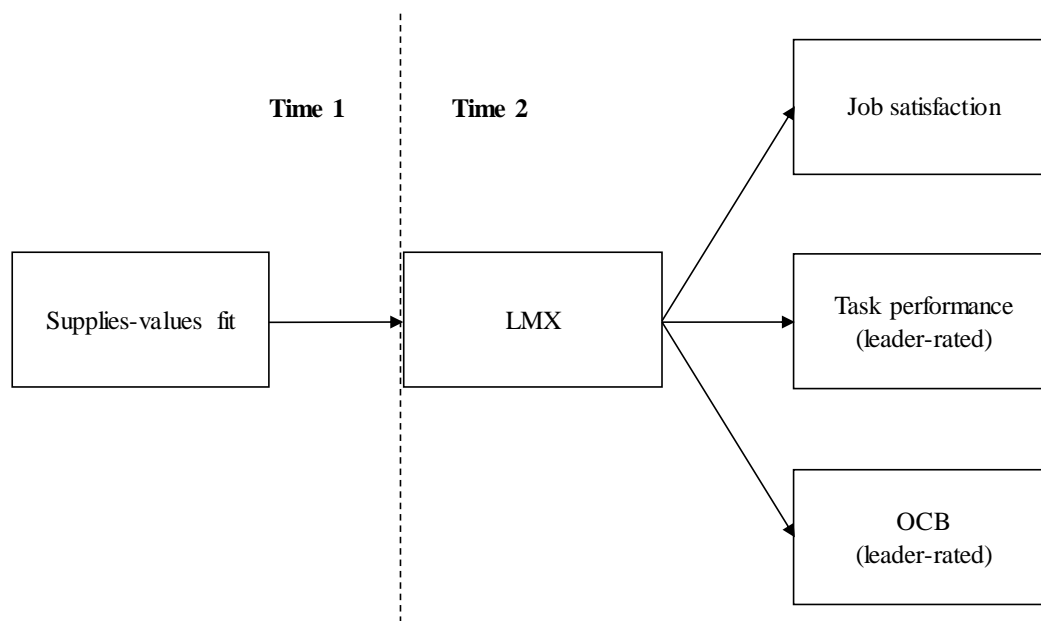 Job satisfaction
Time 1
Time 2
Supplies-values fit
LMX
Task performance
(leader-rated)
OCB
(leader-rated)